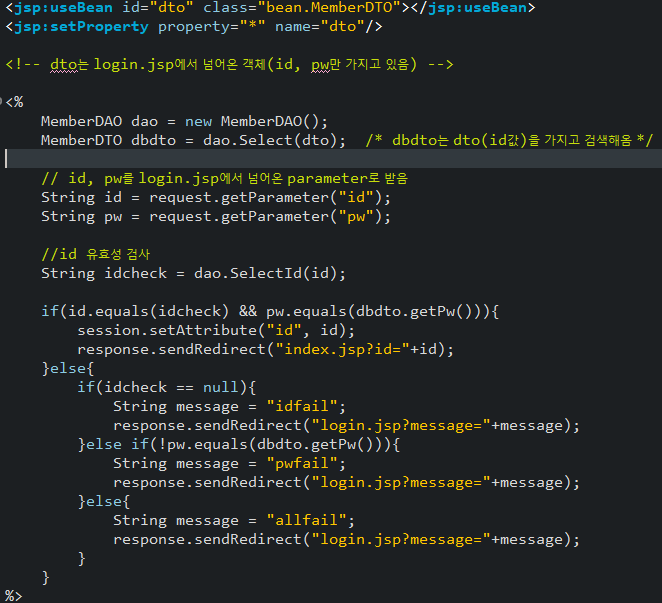 <jsp:useBean id="dto" class="bean.MemberDTO"></jsp:useBean>
<jsp:setProperty property="*" name="dto"/>
<!-- dto는 login.jsp에서 넘어온 객체(id, pw만 가지고 있음) -->
<%
MemberDAO dao = new MemberDAO();
MemberDTO dbdto = dao.Select(dto);  /* dbdto는 dto(id값)을 가지고 검색해옴 */
// id, pw를 login.jsp에서 넘어온 parameter로 받음
String id = request.getParameter("id");
String pw = request.getParameter("pw");
//id 유효성 검사
String idcheck = dao.SelectId(id);
if(id.equals(idcheck) && pw.equals(dbdto.getPw())){
session.setAttribute("id", id);
response.sendRedirect("index.jsp?id="+id);
}else{
if(idcheck == null){
String message = "idfail";
response.sendRedirect("login.jsp?message="+message);
}else if(!pw.equals(dbdto.getPw())){
String message = "pwfail";
response.sendRedirect("login.jsp?message="+message);
}else{
String message = "allfail";
response.sendRedirect("login.jsp?message="+message);
}
}
%>